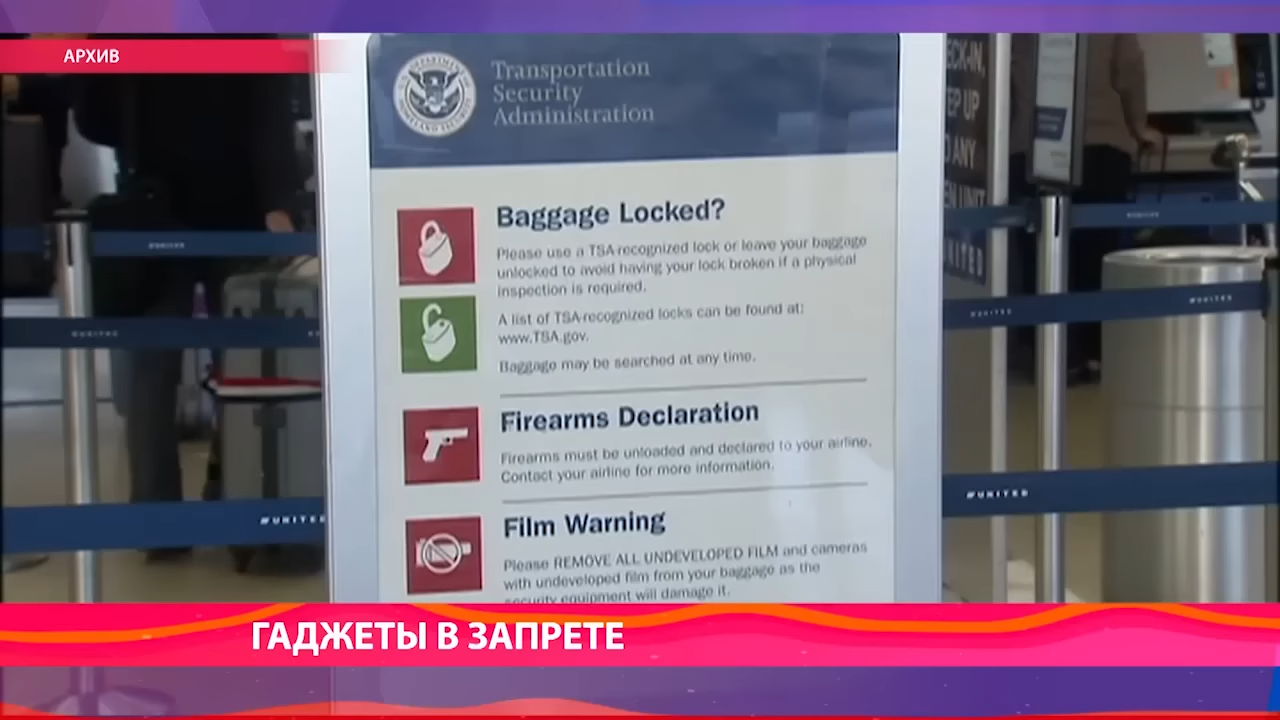 АРХИВ
Transportation
Security
Administration
Baggage Locked?
Please use a TSA-recognized lock or leave your baggage
unlocked to avoid having your lock broken if a physical
inspection is required.
A list of TSA-recognized locks can be found at:
www.TSA.gov.
Baggage may be searched at any time.
Firearms Declaration
Firearms must be unloaded and declared to your airline.
Contact your airline for more information.
Film Warning
Please REMOVE ALL UNDEVELOPED FILM and cameras
with undeveloped film from your baggage as the
security equipment will damage it.
UNITED
UNITED
UNITED
ГАДЖЕТЫ В ЗАПРЕТЕ